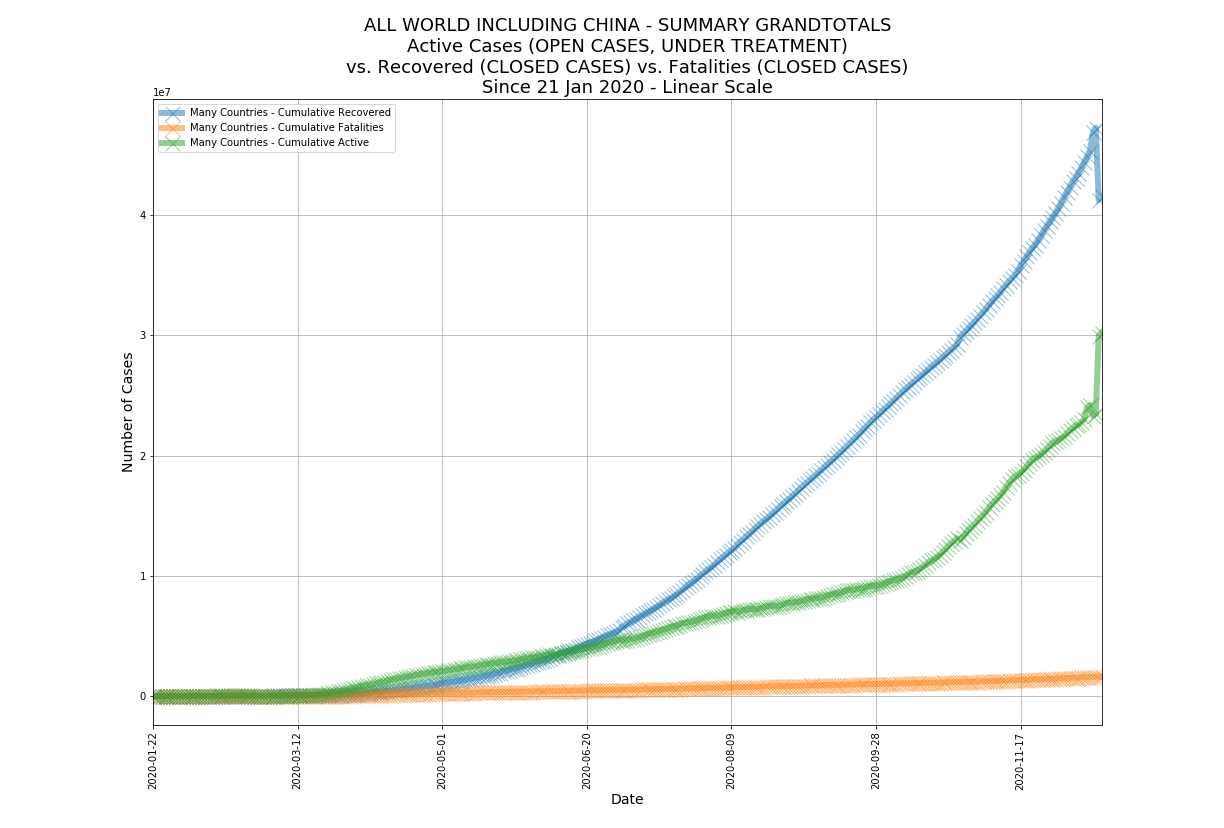 ALL WORLD INCLUDING CHINA - SUMMARY GRANDTOTALS
Active Cases (OPEN CASES, UNDER TREATMENT)
vs. Recovered (CLOSED CASES) vs. Fatalities (CLOSED CASES)
Since 21 Jan 2020 - Linear Scale
1e7
Many Countries - Cumulative Recovered
Many Countries - Cumulative Fatalities
Many Countries - Cumulative Active
Number of Cases
4
3
2
1
0
2020-01-22
2020-03-12
2020-05-01
2020-06-20
2020-08-09
2020-09-28
2020-11-17
Date